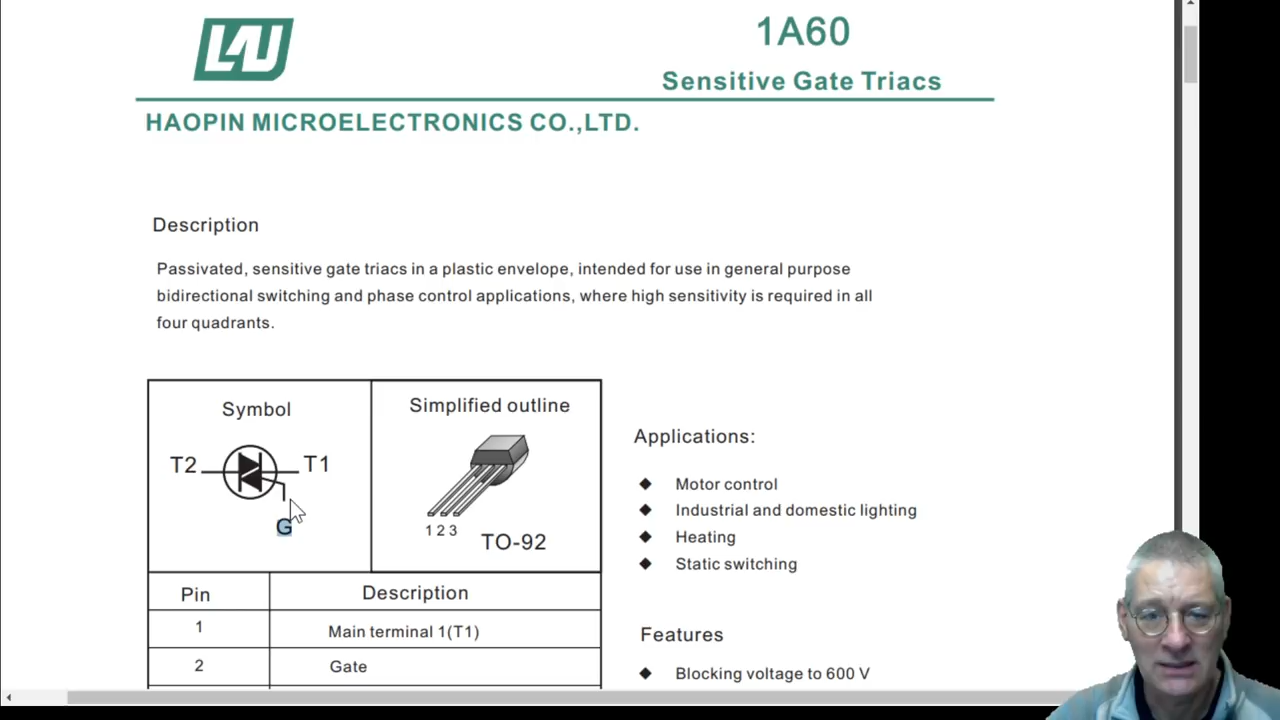 LAU
1A60
Sensitive Gate Triacs
HAOPIN MICROELECTRONICS CO.,LTD.
Description
Passivated, sensitive gate triacs in a plastic envelope, intended for use in general purpose
bidirectional switching and phase control applications, where high sensitivity is required in all
four quadrants.
Symbol
T2
T1
G
Simplified outline
1 2 3
TO-92
Pin
Description
1
Main terminal 1(T1)
2
Gate
Applications:
◆ Motor control
◆ Industrial and domestic lighting
◆ Heating
◆ Static switching
Features
◆ Blocking voltage to 600 V